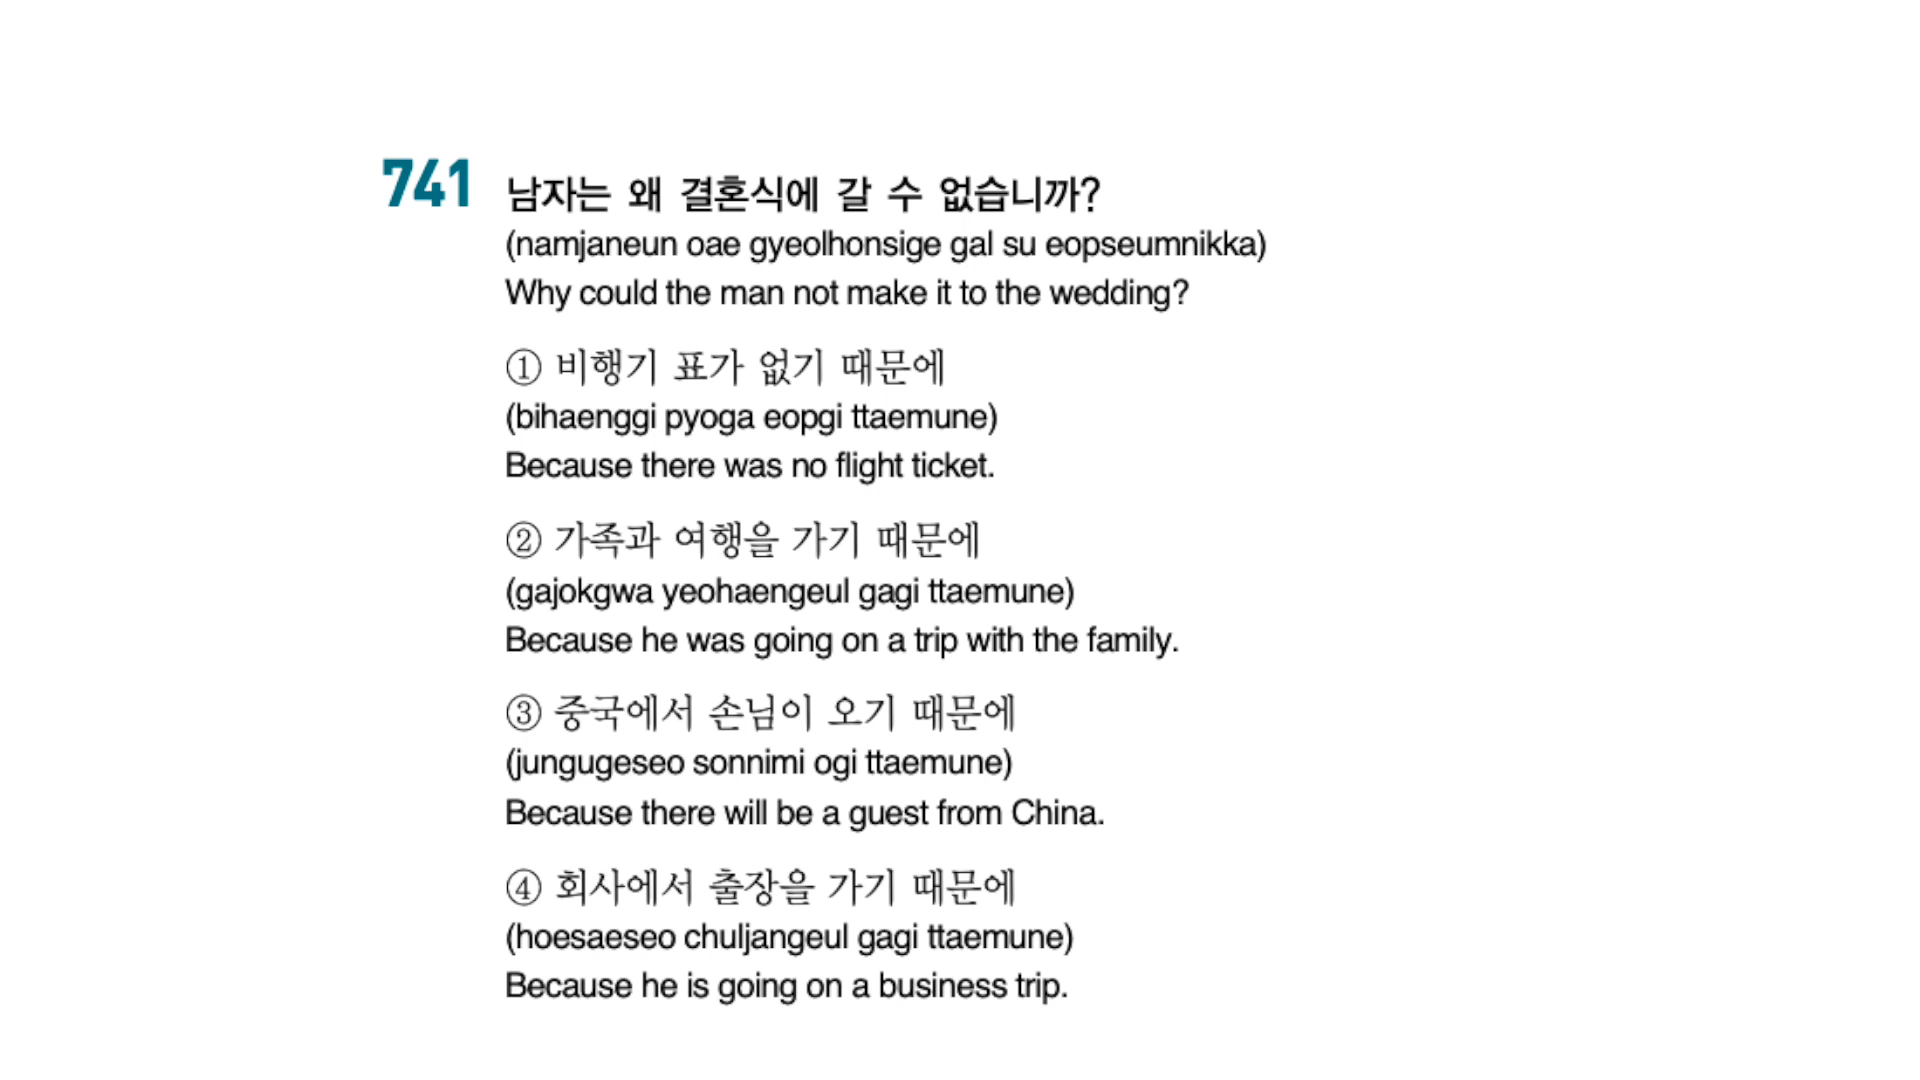 741 남자는 왜 결혼식에 갈 수 없습니까?
(namjaneun oae gyeolhonsige gal su eopseumnikka)
Why could the man not make it to the wedding?
① 비행기 표가 없기 때문에
(bihaenggi pyoga eopgi ttaemune)
Because there was no flight ticket.
② 가족과 여행을 가기 때문에
(gajokgwa yeohaengeul gagi ttaemune)
Because he was going on a trip with the family.
③ 중국에서 손님이 오기 때문에
(jungugeseo sonnimi ogi ttaemune)
Because there will be a guest from China.
④ 회사에서 출장을 가기 때문에
(hoesaeseo chuljangeul gagi ttaemune)
Because he is going on a business trip.